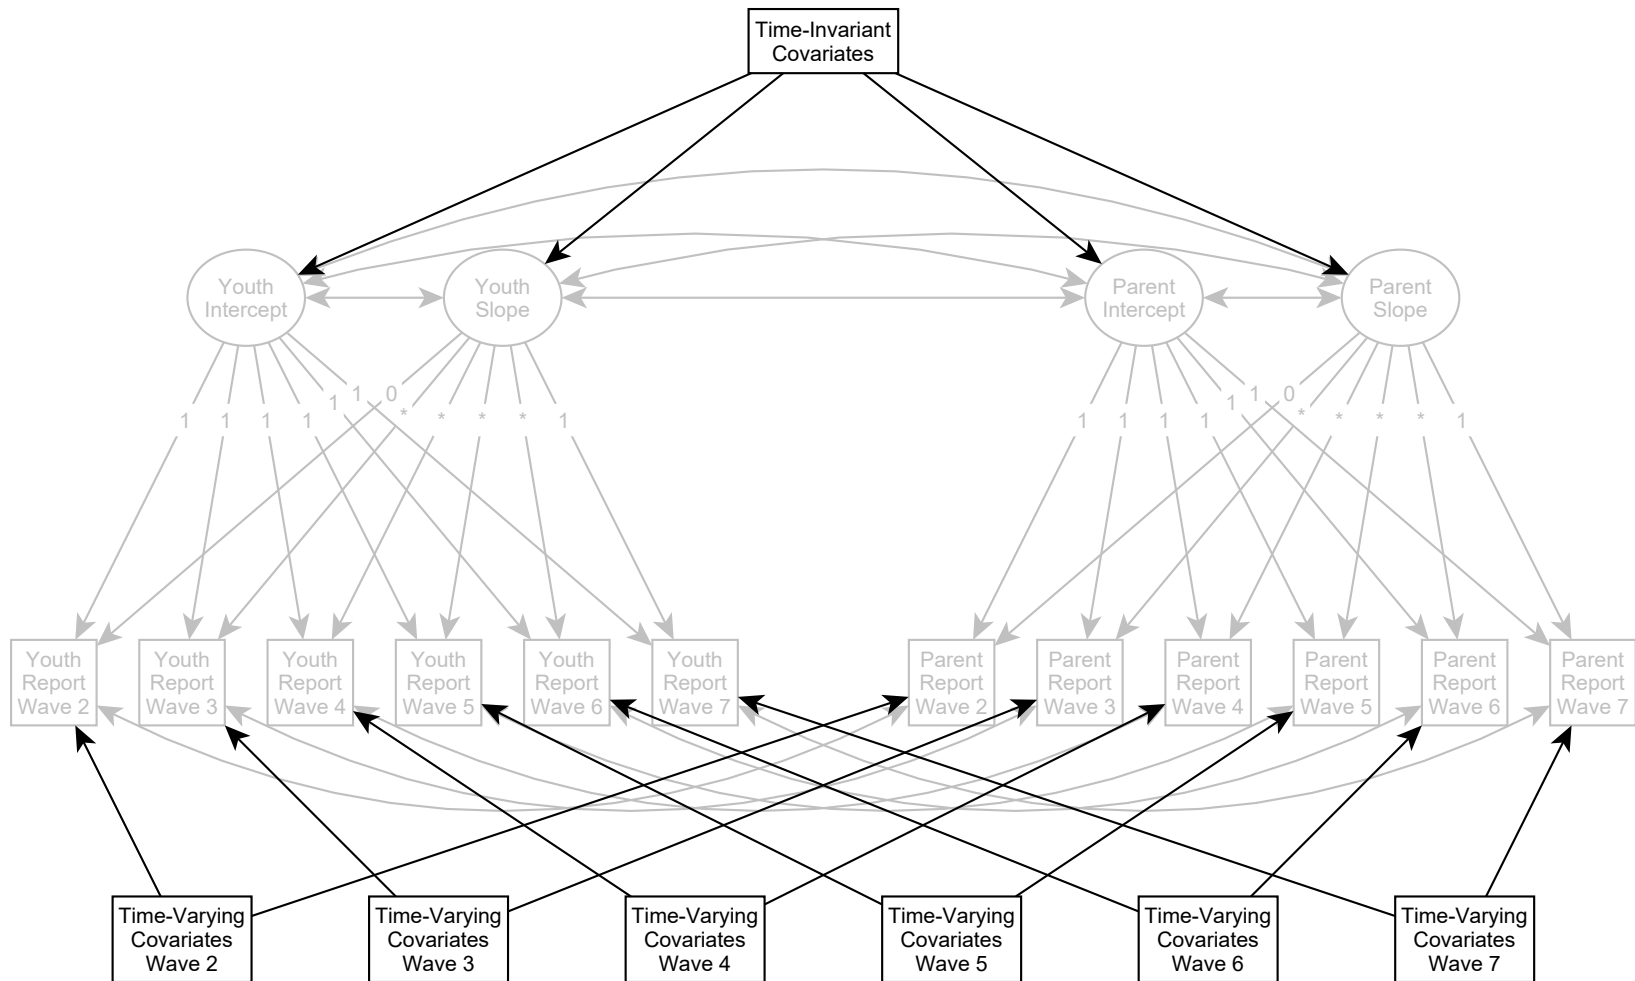 Time-Invariant
Covariates
Youth
Intercept
Youth
Slope
Parent
Intercept
Parent
Slope
1
1
1
1
1
1
0
*
*
*
*
1
1
1
1
1
1
1
0
*
*
*
*
1
Youth
Report
Wave 2
Youth
Report
Wave 3
Youth
Report
Wave 4
Youth
Report
Wave 5
Youth
Report
Wave 6
Youth
Report
Wave 7
Parent
Report
Wave 2
Parent
Report
Wave 3
Parent
Report
Wave 4
Parent
Report
Wave 5
Parent
Report
Wave 6
Parent
Report
Wave 7
Time-Varying
Covariates
Wave 2
Time-Varying
Covariates
Wave 3
Time-Varying
Covariates
Wave 4
Time-Varying
Covariates
Wave 5
Time-Varying
Covariates
Wave 6
Time-Varying
Covariates
Wave 7